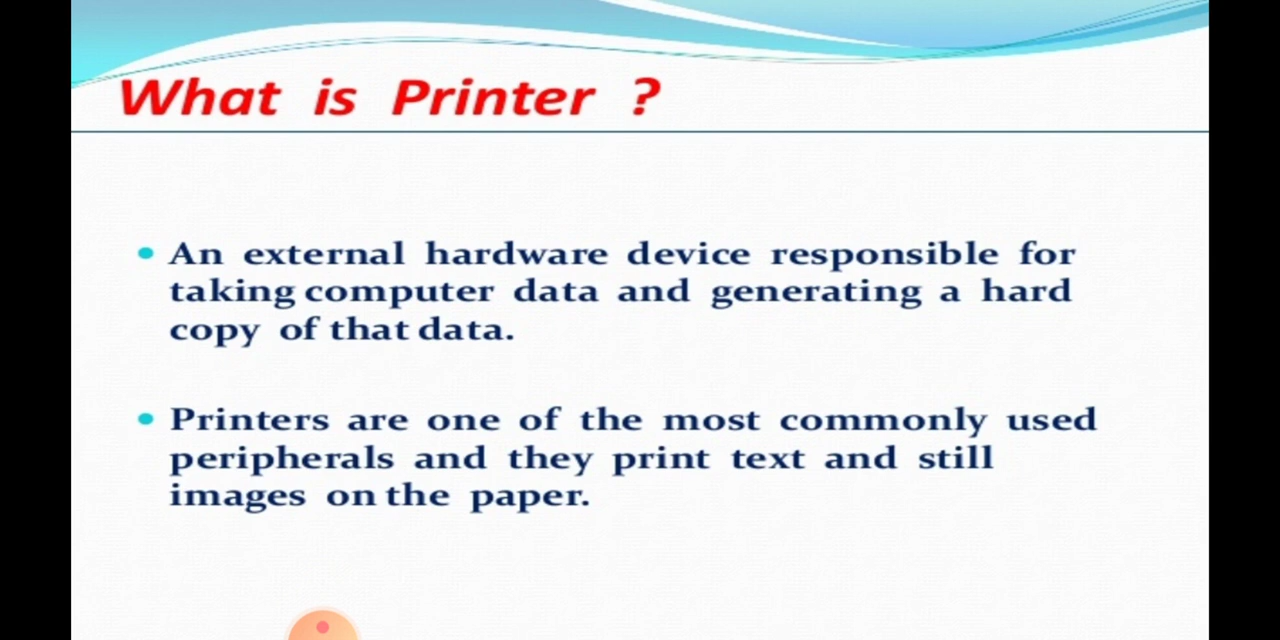 What is Printer ?
An external hardware device responsible for
taking computer data and generating a hard
copy of that data.
Printers are one of the most commonly used
peripherals and they print text and still
images on the paper.